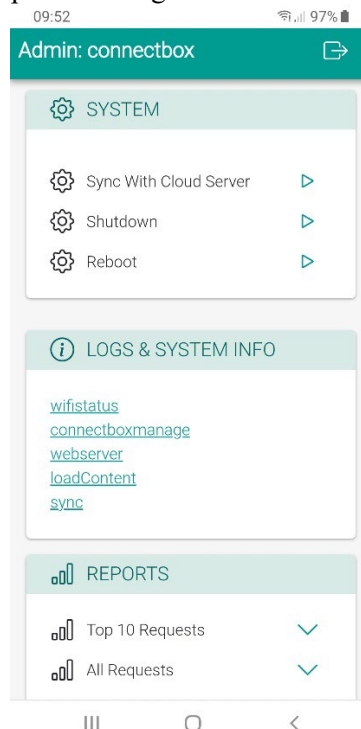 09:52 97%
Admin: connectbox
SYSTEM
Sync With Cloud Server
Shutdown
Reboot
LOGS & SYSTEM INFO
wifistatus
connectboxmanage
webserver
loadContent
sync
REPORTS
Top 10 Requests
All Requests